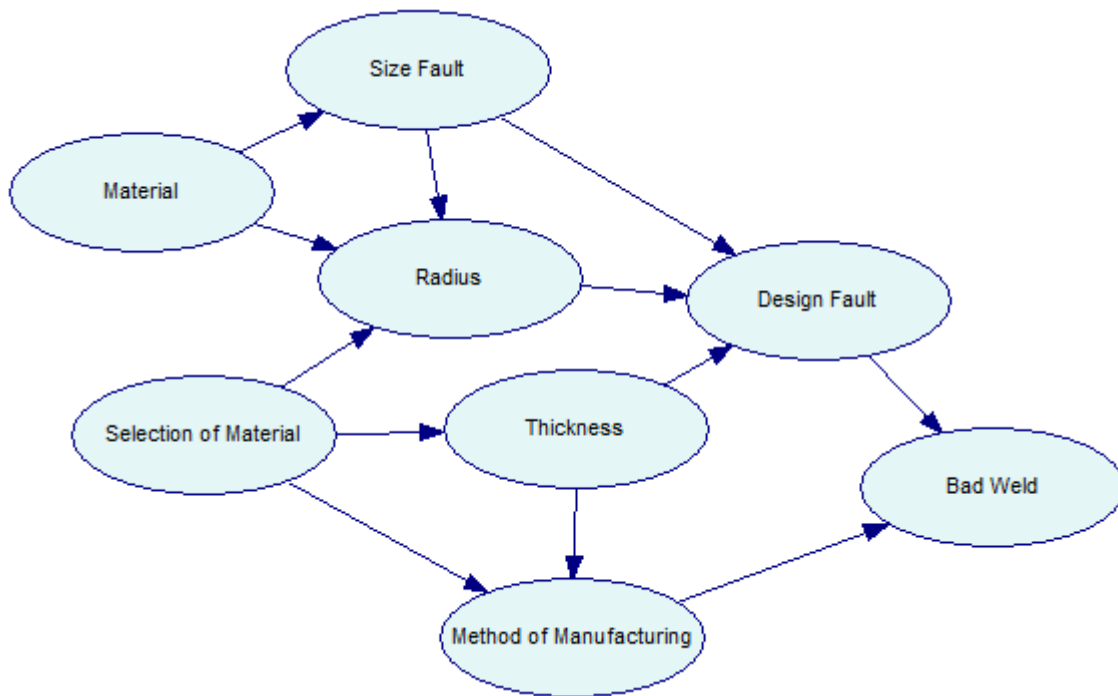 Size Fault
Material
Radius
Design Fault
Selection of Material
Thickness
Bad Weld
Method of Manufacturing